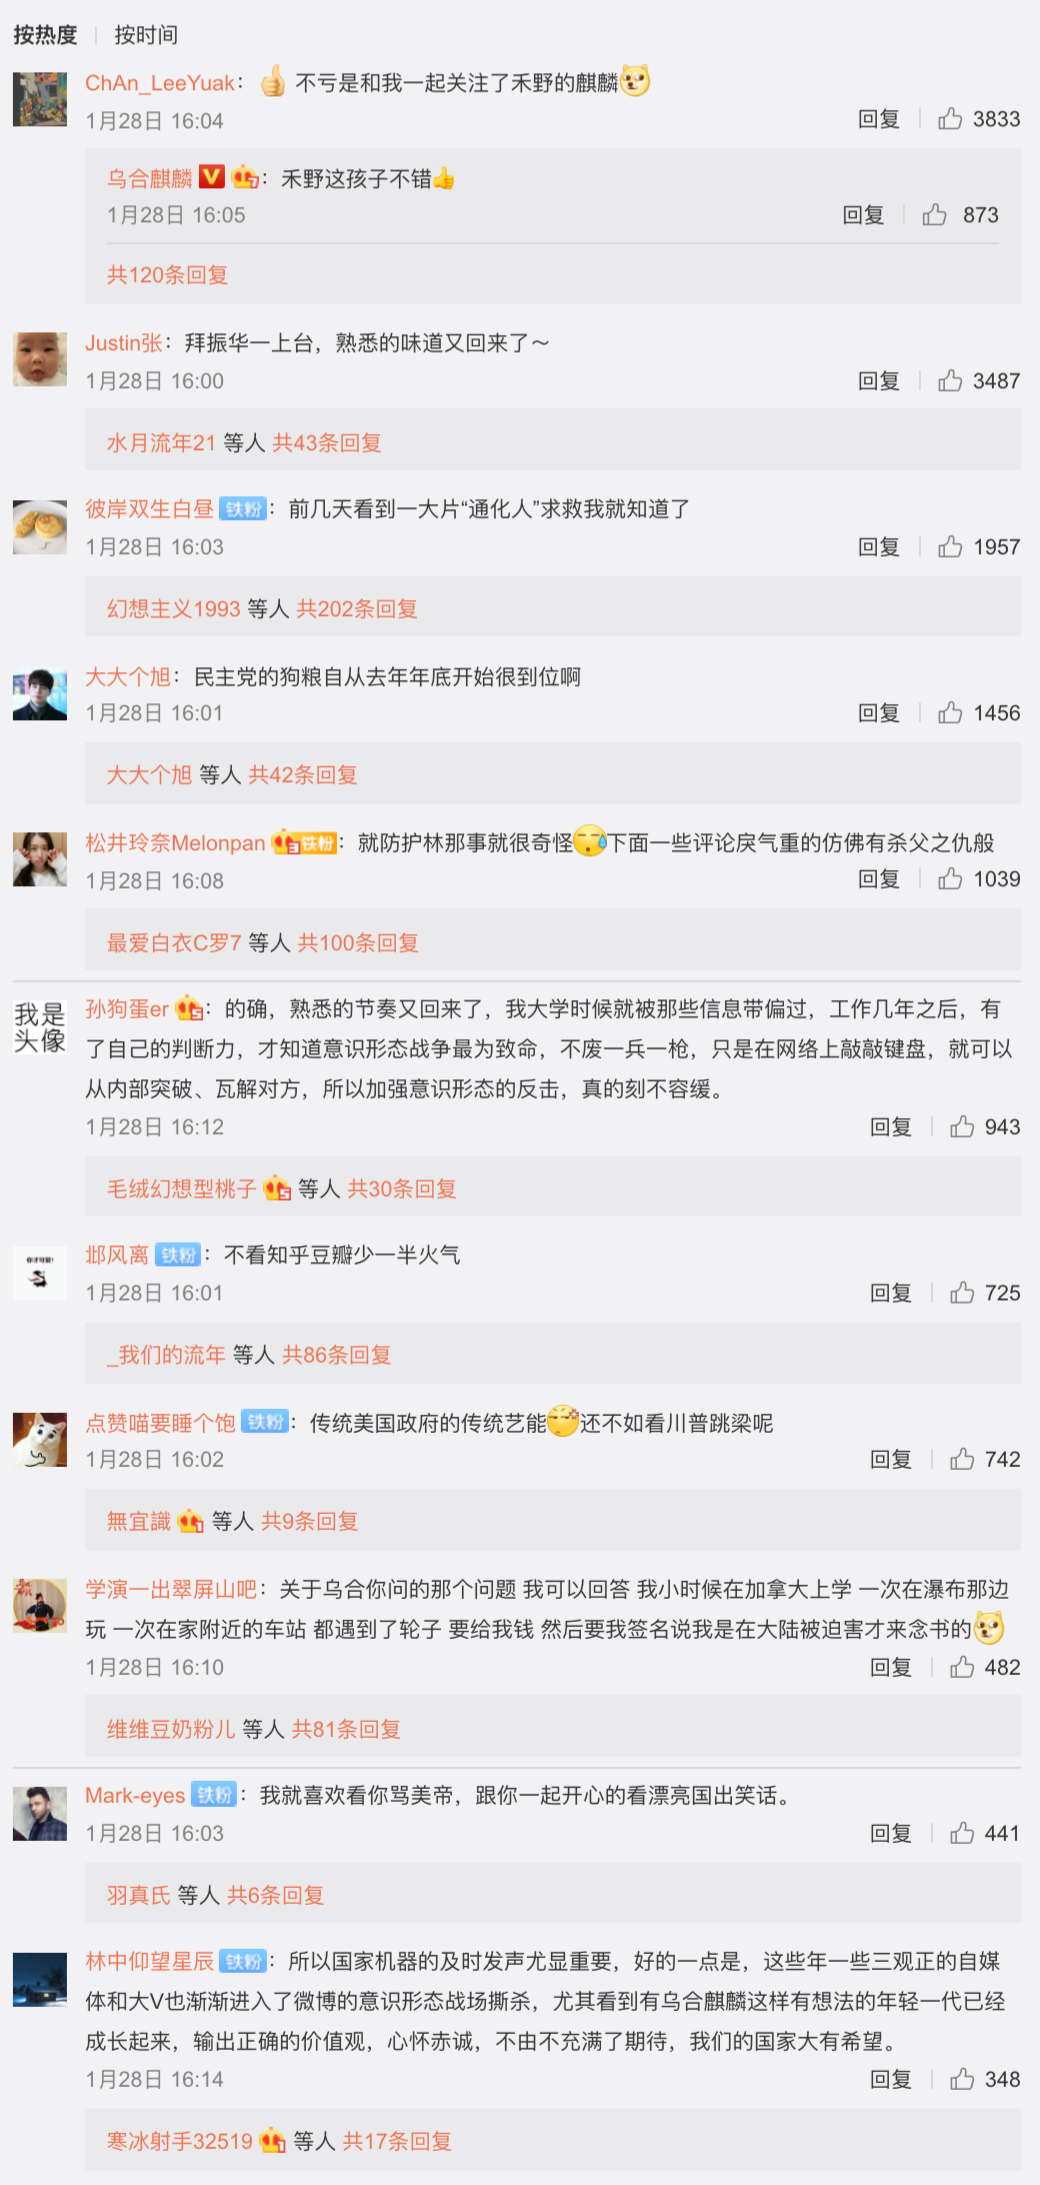 按热度 | 按时间
ChAn_LeeYuak：👍 不亏是和我一起关注了禾野的麒麟
1月28日 16:04 回复 3833
乌合麒麟 V ：禾野这孩子不错👍
1月28日 16:05 回复 873
共120条回复
Justin张：拜振华一上台，熟悉的味道又回来了～
1月28日 16:00 回复 3487
水月流年21 等人 共43条回复
彼岸双生白昼 铁粉：前几天看到一大片“通化人”求救我就知道了
1月28日 16:03 回复 1957
幻想主义1993 等人 共202条回复
大大个旭：民主党的狗粮自从去年年底开始很到位啊
1月28日 16:01 回复 1456
大大个旭 等人 共42条回复
松井玲奈Melonpan 铁粉：就防护林那事就很奇怪下面一些评论戾气重的仿佛有杀父之仇般
1月28日 16:08 回复 1039
最爱白衣C罗7 等人 共100条回复
我是
头像
孙狗蛋er：的确，熟悉的节奏又回来了，我大学时候就被那些信息带偏过，工作几年之后，有
了自己的判断力，才知道意识形态战争最为致命，不废一兵一枪，只是在网络上敲敲键盘，就可以
从内部突破、瓦解对方，所以加强意识形态的反击，真的刻不容缓。
1月28日 16:12 回复 943
毛绒幻想型桃子 等人 共30条回复
邶风离 铁粉：不看知乎豆瓣少一半火气
1月28日 16:01 回复 725
_我们的流年 等人 共86条回复
点赞喵要睡个饱 铁粉：传统美国政府的传统艺能还不如看川普跳梁呢
1月28日 16:02 回复 742
無宜識 等人 共9条回复
学演一出翠屏山吧：关于乌合你问的那个问题 我可以回答 我小时候在加拿大上学 一次在瀑布那边
玩 一次在家附近的车站 都遇到了轮子 要给我钱 然后要我签名说我是在大陆被迫害才来念书的
1月28日 16:10 回复 482
维维豆奶粉儿 等人 共81条回复
Mark-eyes 铁粉：我就喜欢看你骂美帝，跟你一起开心的看漂亮国出笑话。
1月28日 16:03 回复 441
羽真氏 等人 共6条回复
林中仰望星辰 铁粉：所以国家机器的及时发声尤显重要，好的一点是，这些年一些三观正的自媒
体和大V也渐渐进入了微博的意识形态战场撕杀，尤其看到有乌合麒麟这样有想法的年轻一代已经
成长起来，输出正确的价值观，心怀赤诚，不由不充满了期待，我们的国家大有希望。
1月28日 16:14 回复 348
寒冰射手32519 等人 共17条回复